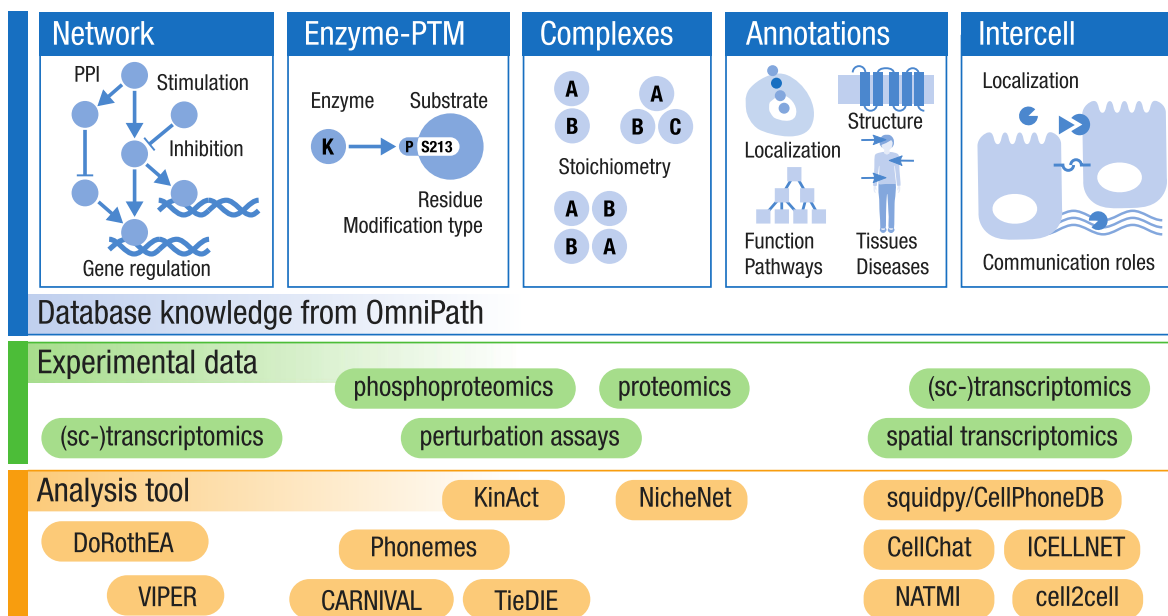 Network
PPI
Stimulation
Inhibition
Gene regulation
Enzyme-PTM
Enzyme
Substrate
K
P
S213
Residue
Modification type
Complexes
A
B
A
B
C
Stoichiometry
A
B
B
A
Annotations
Structure
Localization
Function
Pathways
Tissues
Diseases
Intercell
Localization
Communication roles
Database knowledge from OmniPath
Experimental data
phosphoproteomics
proteomics
(sc-)transcriptomics
(sc-)transcriptomics
perturbation assays
spatial transcriptomics
Analysis tool
KinAct
NicheNet
squidpy/CellPhoneDB
DoRothEA
Phonemes
CellChat
ICELLNET
VIPER
CARNIVAL
TieDIE
NATMI
cell2cell